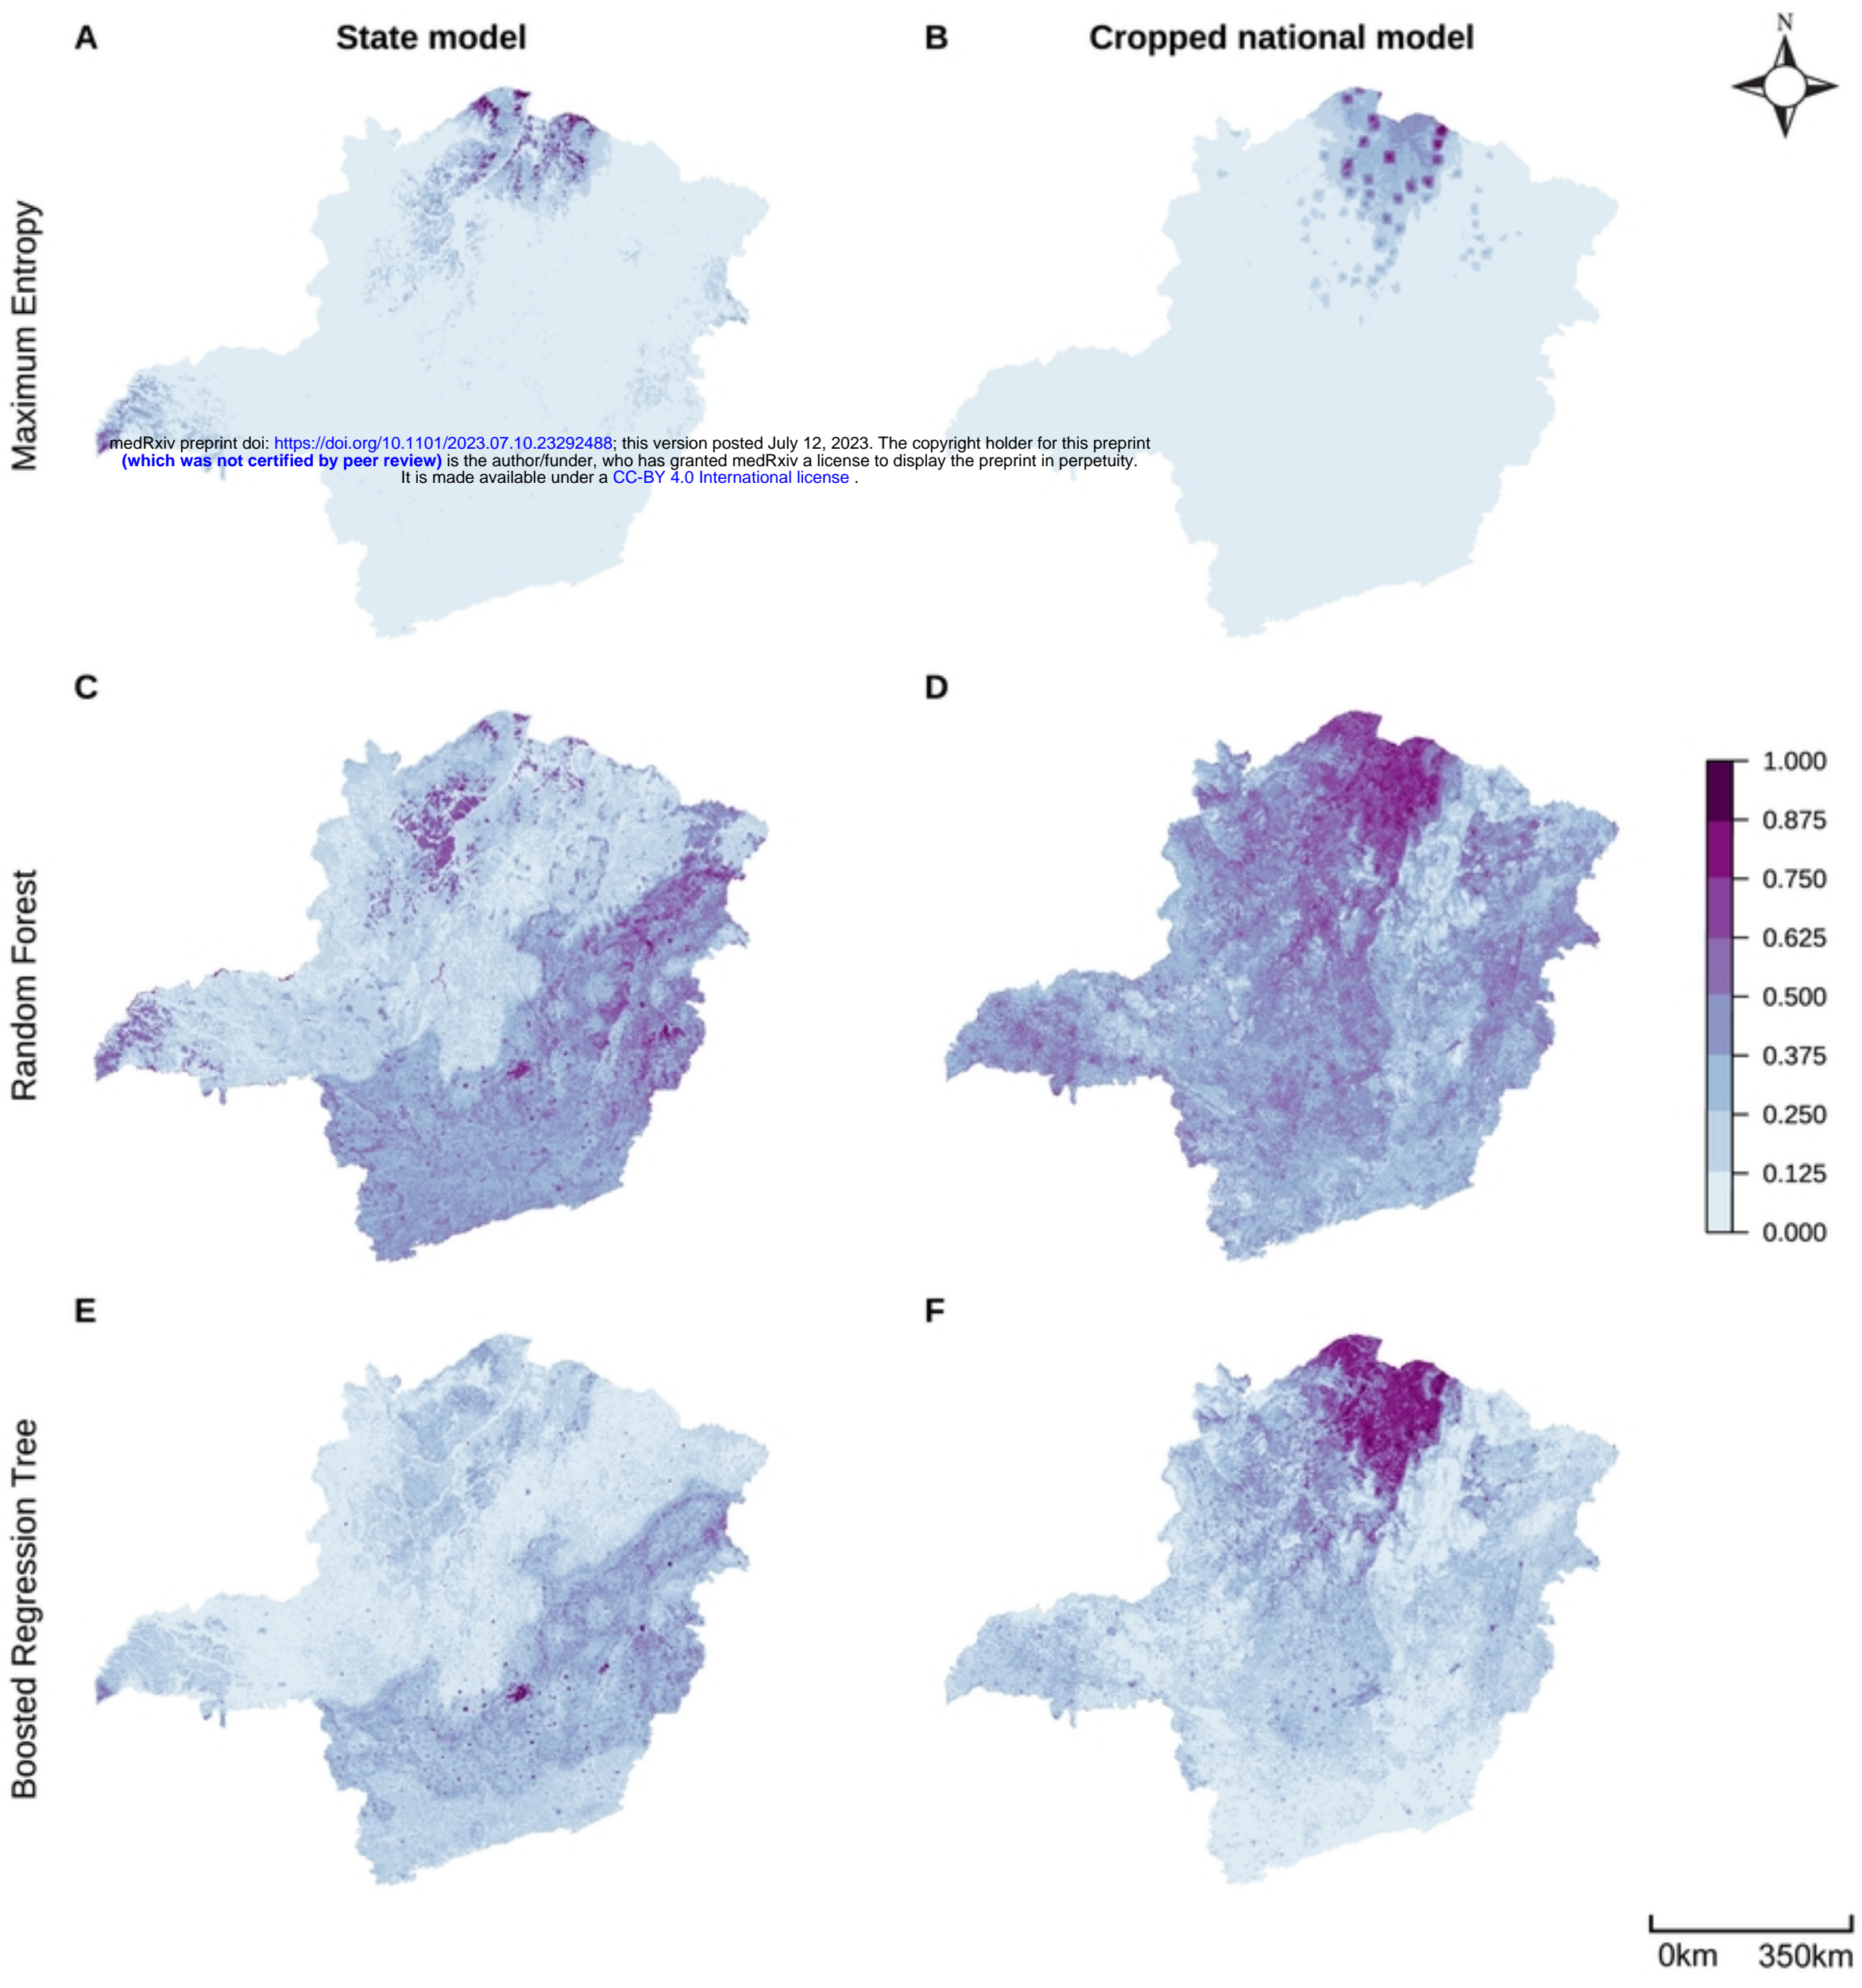 A
State model
B
Cropped national model
N
Maximum Entropy
medRxiv preprint doi: https://doi.org/10.1101/2023.07.10.23292488; this version posted July 12, 2023. The copyright holder for this preprint
(which was not certified by peer review) is the author/funder, who has granted medRxiv a license to display the preprint in perpetuity.
It is made available under a CC-BY 4.0 International license .
C
D
Random Forest
1.000
0.875
0.750
0.625
0.500
0.375
0.250
0.125
0.000
E
F
Boosted Regression Tree
0km 350km